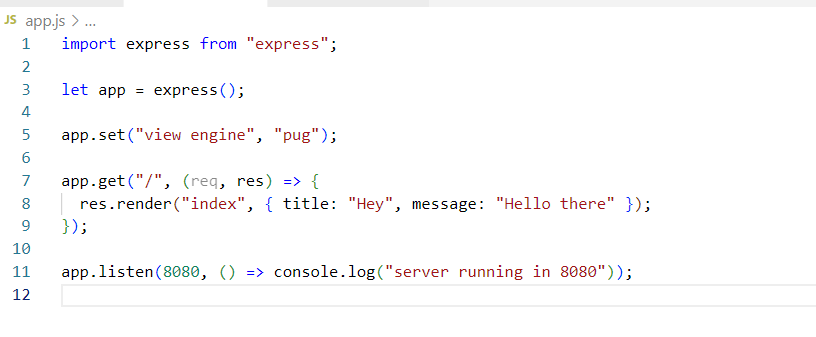 JS app.js > ...
1 import express from "express";
2
3 let app = express();
4
5 app.set("view engine", "pug");
6
7 app.get("/", (req, res) => {
8   res.render("index", { title: "Hey", message: "Hello there" });
9 });
10
11 app.listen(8080, () => console.log("server running in 8080"));
12